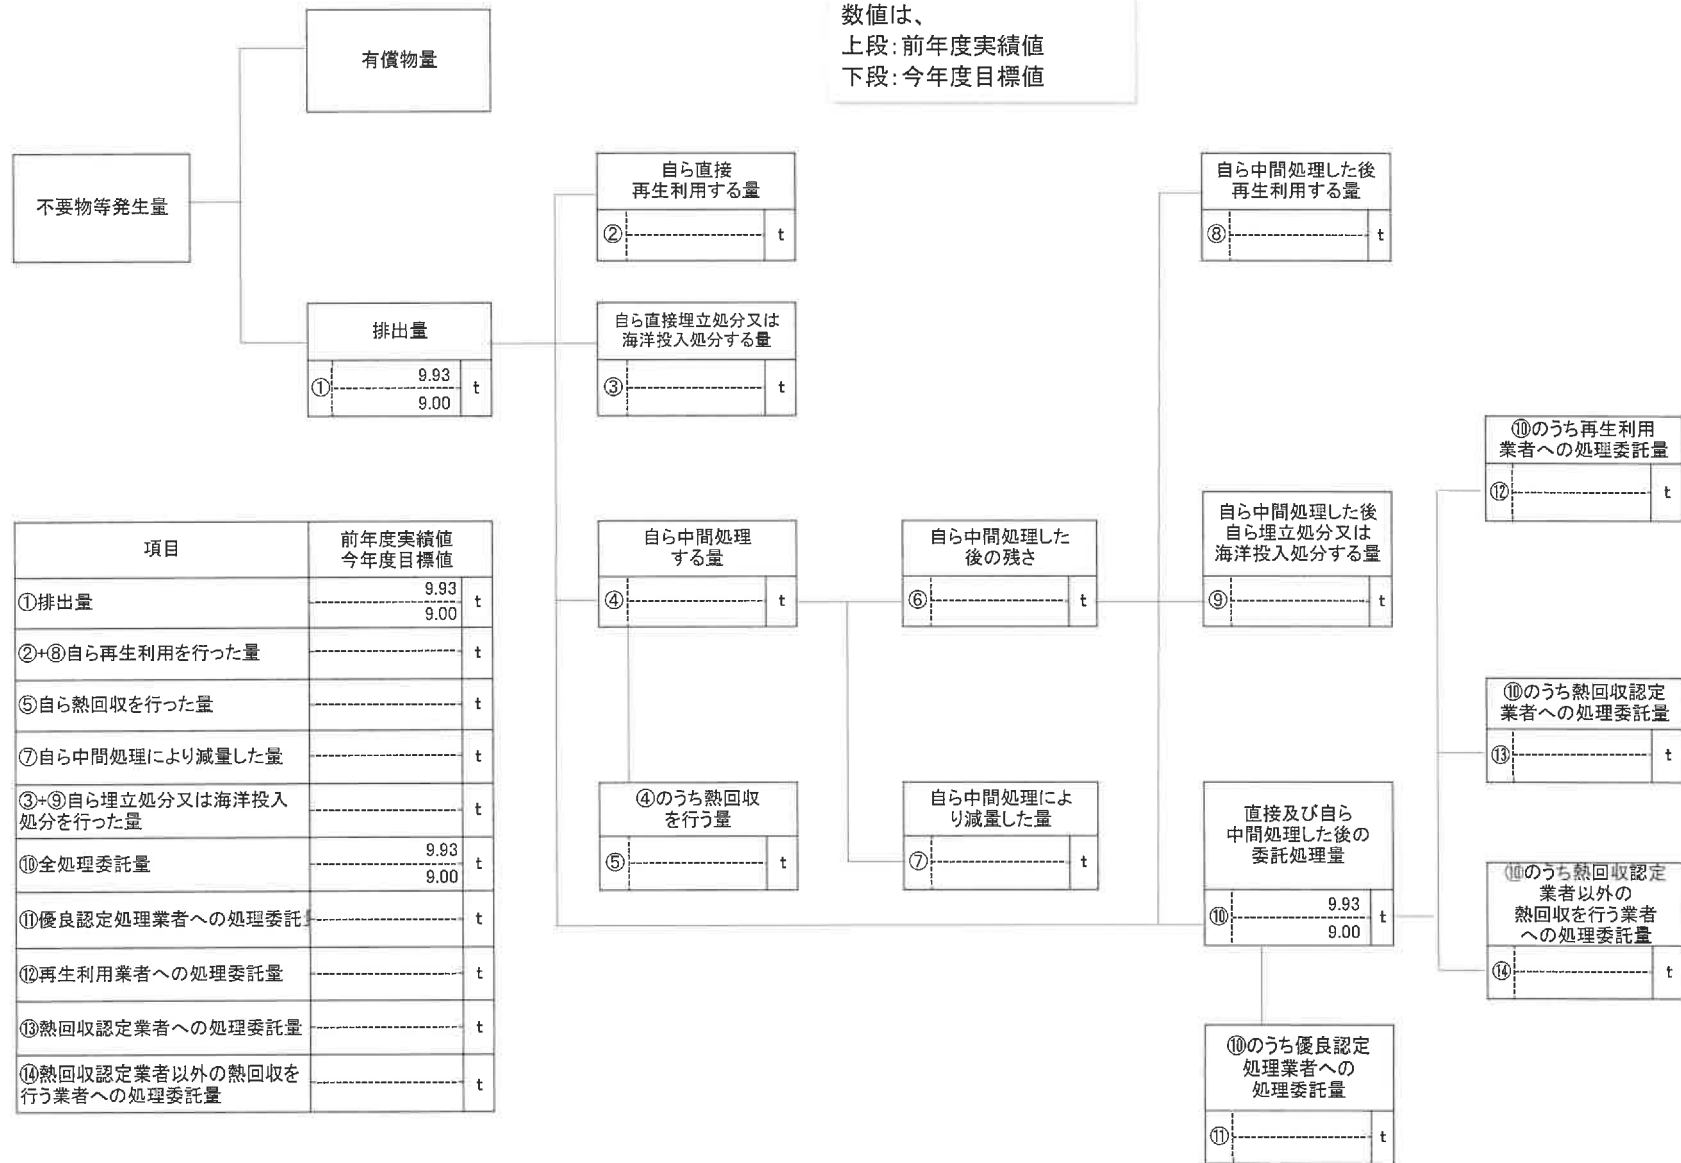 数値は、
上段:前年度実績値
下段:今年度目標値
有償物量
不要物等発生量
排出量
① 9.93 t
9.00
自ら直接
再生利用する量
② t
自ら直接埋立処分又は
海洋投入処分する量
③ t
自ら中間処理
する量
④ t
④のうち熱回収
を行う量
⑤ t
自ら中間処理した
後の残さ
⑥ t
自ら中間処理によ
り減量した量
⑦ t
自ら中間処理した後
再生利用する量
⑧ t
自ら中間処理した後
自ら埋立処分又は
海洋投入処分する量
⑨ t
直接及び自ら
中間処理した後の
委託処理量
⑩ 9.93 t
9.00
⑩のうち優良認定
処理業者への
処理委託量
⑪ t
⑩のうち再生利用
業者への処理委託量
⑫ t
⑩のうち熱回収認定
業者への処理委託量
⑬ t
⑩のうち熱回収認定
業者以外の
熱回収を行う業者
への処理委託量
⑭ t
項目 前年度実績値
今年度目標値
①排出量 9.93 t
9.00
②+⑧自ら再生利用を行った量 t
⑤自ら熱回収を行った量 t
⑦自ら中間処理により減量した量 t
③+⑨自ら埋立処分又は海洋投入
処分を行った量 t
⑩全処理委託量 9.93 t
9.00
⑪優良認定処理業者への処理委託 t
⑫再生利用業者への処理委託量 t
⑬熱回収認定業者への処理委託量 t
⑭熱回収認定業者以外の熱回収を
行う業者への処理委託量 t